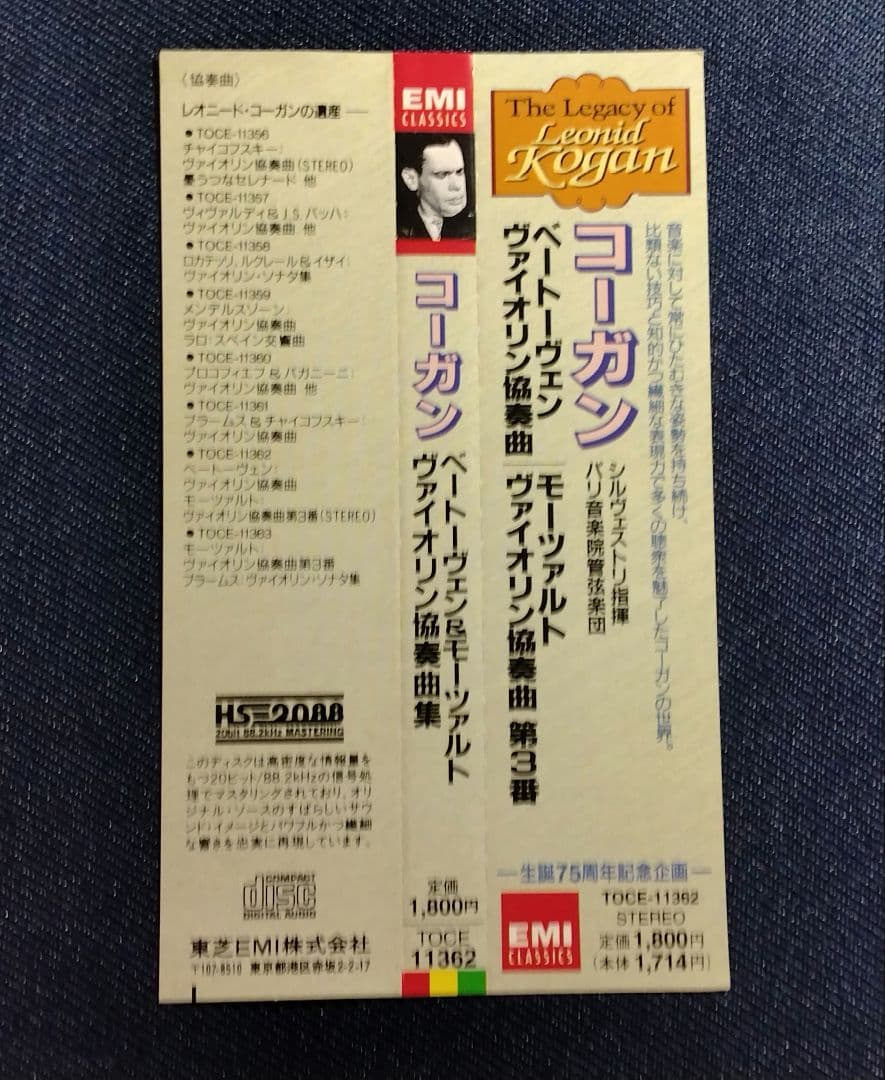 〈協奏曲〉
レオニード・コーガンの遺産
●TOCE-11356
チャイコフスキー:
ヴァイオリン協奏曲(STEREO)
憂うつなセレナード 他
●TOCE-11357
ヴィヴァルディ&J.S.バッハ:
ヴァイオリン協奏曲 他
●TOCE-11358
ロカテッリ、ルクレール&イザイ:
ヴァイオリン・ソナタ集
●TOCE-11359
メンデルスゾーン:
ヴァイオリン協奏曲
ラロ:スペイン交響曲
●TOCE-11360
プロコフィエフ&パガニーニ:
ヴァイオリン協奏曲 他
●TOCE-11361
ブラームス&チャイコフスキー:
ヴァイオリン協奏曲
●TOCE-11362
ベートーヴェン:
ヴァイオリン協奏曲
モーツァルト:
ヴァイオリン協奏曲第3番(STEREO)
●TOCE-11363
モーツァルト:
ヴァイオリン協奏曲第3番
ブラームス:ヴァイオリン・ソナタ集
HS-2088
20bit 88.2kHz MASTERING
このディスクは高密度な情報量を
もつ20ビット/88.2kHzの信号処
理でマスタリングされており、オリ
ジナル・ソースのすばらしいサウ
ンド・イメージとパワフルかつ繊細
な響きを忠実に再現しています。
COMPACT
disc
DIGITAL AUDIO
東芝EMI株式会社
〒107-8510 東京都港区赤坂2-2-17
EMI
CLASSICS
コーガン
ベートーヴェン&モーツァルト
ヴァイオリン協奏曲集
定価
1,800円
TOCE
11362
The Legacy of
Leonid
Kogan
音楽に対して常にひたむきな姿勢を持ち続け、
比類ない技巧と知的かつ繊細な表現力で多くの聴衆を魅了したコーガンの世界。
コーガン
シルヴェストリ指揮
パリ音楽院管弦楽団
ベートーヴェン
ヴァイオリン協奏曲
モーツァルト
ヴァイオリン協奏曲 第3番
生誕75周年記念企画
EMI
CLASSICS
TOCE-11362
STEREO
定価1,800円
(本体1,714円)